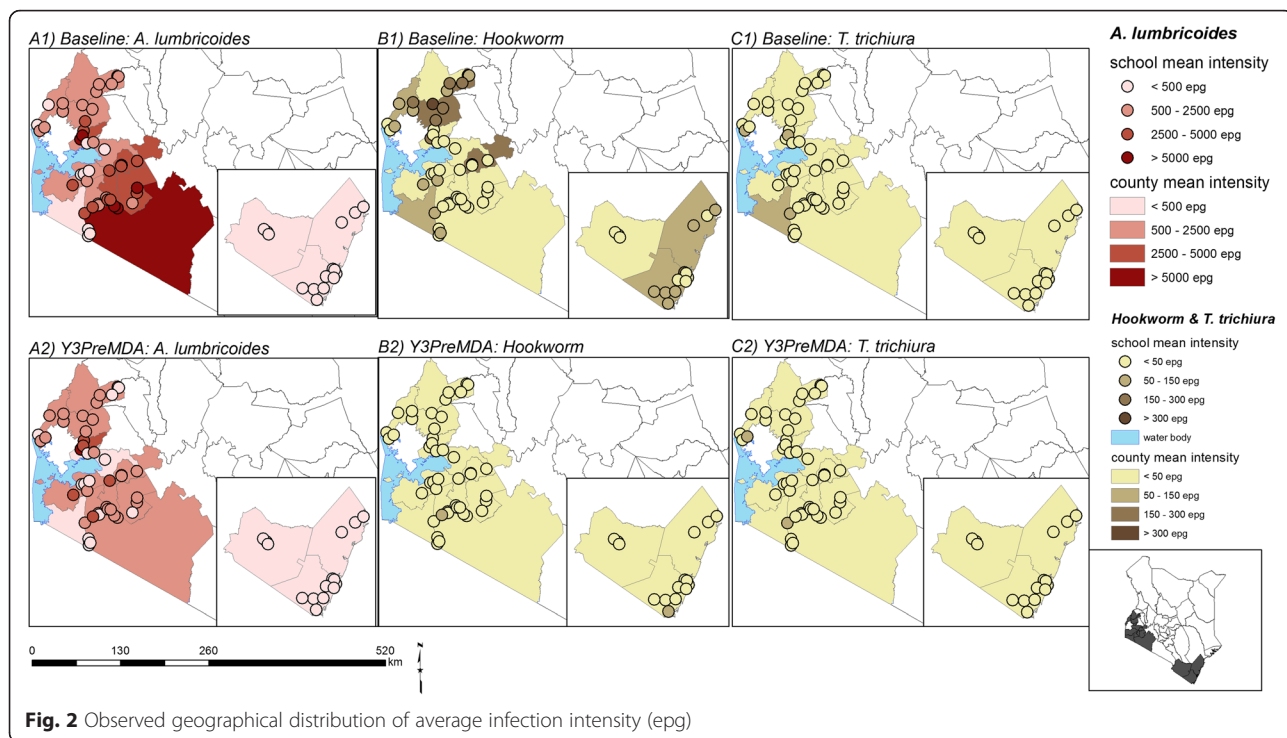 A1) Baseline: A. lumbricoides
B1) Baseline: Hookworm
C1) Baseline: T. trichiura
A2) Y3PreMDA: A. lumbricoides
B2) Y3PreMDA: Hookworm
C2) Y3PreMDA: T. trichiura
A. lumbricoides
school mean intensity
< 500 epg
500 - 2500 epg
2500 - 5000 epg
> 5000 epg
county mean intensity
< 500 epg
500 - 2500 epg
2500 - 5000 epg
> 5000 epg
Hookworm & T. trichiura
school mean intensity
< 50 epg
50 - 150 epg
150 - 300 epg
> 300 epg
water body
county mean intensity
< 50 epg
50 - 150 epg
150 - 300 epg
> 300 epg
0 130 260 520
km
N
Fig. 2 Observed geographical distribution of average infection intensity (epg)